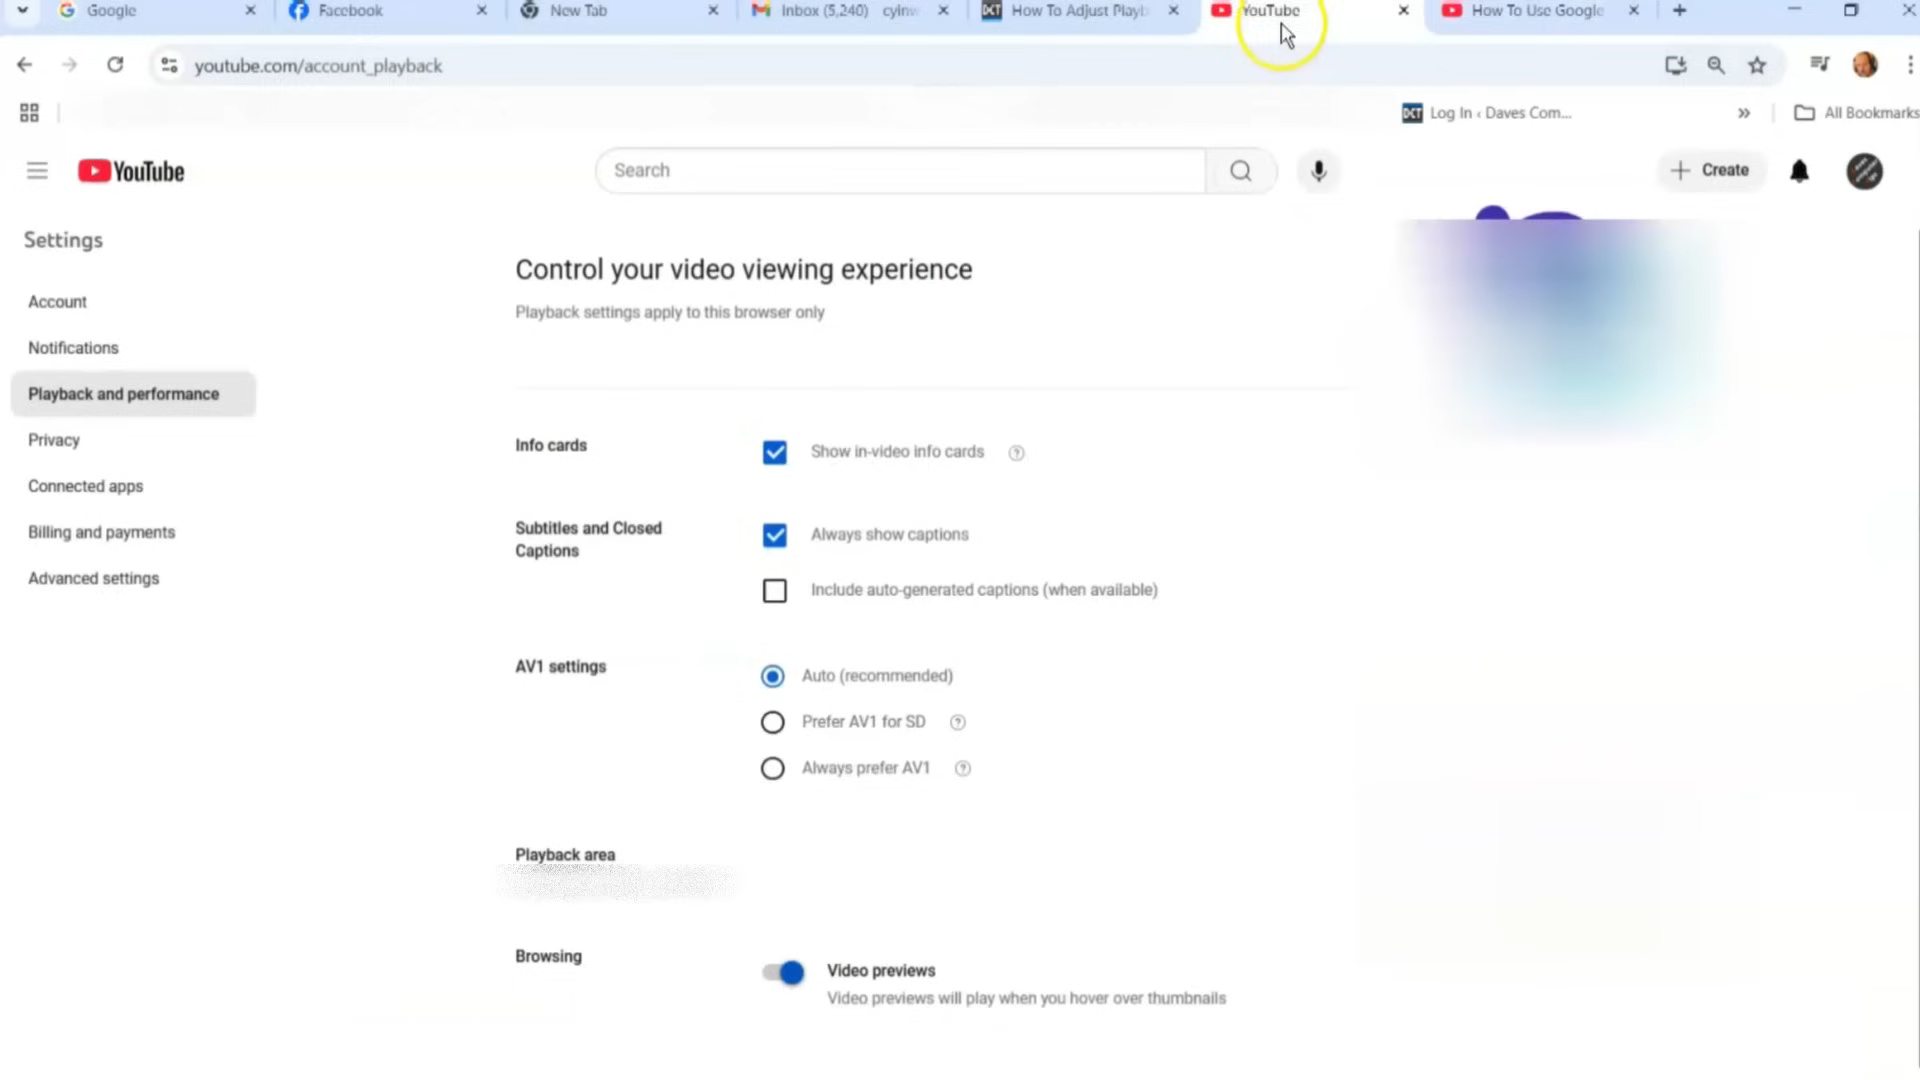 Google
Facebook
New Tab
Inbox (5,240)
How To Adjust Playb
YouTube
How To Use Google
youtube.com/account_playback
DCT Log In ‹ Daves Com...
»
All Bookmarks
YouTube
Search
Create
Settings
Account
Notifications
Playback and performance
Privacy
Connected apps
Billing and payments
Advanced settings
Control your video viewing experience
Playback settings apply to this browser only
Info cards
Show in-video info cards
Subtitles and Closed
Captions
Always show captions
Include auto-generated captions (when available)
AV1 settings
Auto (recommended)
Prefer AV1 for SD
Always prefer AV1
Playback area
Browsing
Video previews
Video previews will play when you hover over thumbnails